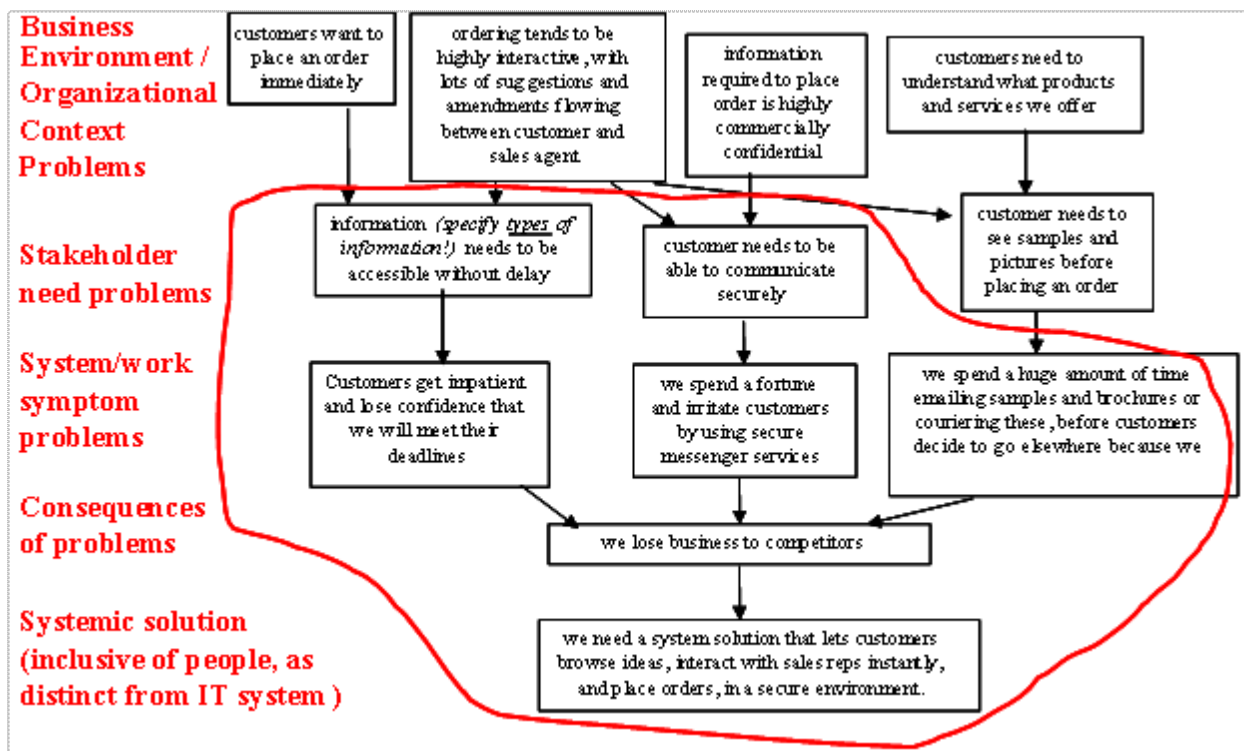 Business
Environment /
Organizational
Context
Problems
customers want to
place an order
immediately
ordering tends to be
highly interactive, with
lots of suggestions and
amendments flowing
between customer and
sales agent
information
required to place
order is highly
commercially
confidential
customers need to
understand what products
and services we offer
Stakeholder
need problems
information (specify types of
information!) needs to be
accessible without delay
customer needs to be
able to communicate
securely
customer needs to
see samples and
pictures before
placing an order
System/work
symptom
problems
Customers get impatient
and lose confidence that
we will meet their
deadlines
we spend a fortune
and irritate customers
by using secure
messenger services
we spend a huge amount of time
emailing samples and brochures or
couriering these, before customers
decide to go elsewhere because we
Consequences
of problems
we lose business to competitors
Systemic solution
(inclusive of people, as
distinct from IT system )
we need a system solution that lets customers
browse ideas, interact with sales reps instantly,
and place orders, in a secure environment.